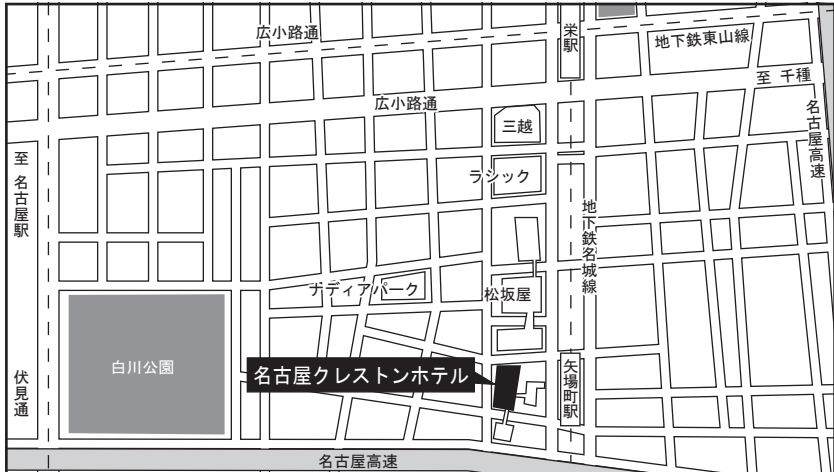 広小路通
栄駅
地下鉄東山線
至 千種
広小路通
名古屋高速
三越
至 名古屋駅
ラシック
地下鉄名城線
ナディアパーク
松坂屋
白川公園
名古屋クレストンホテル
矢場町駅
伏見通
名古屋高速